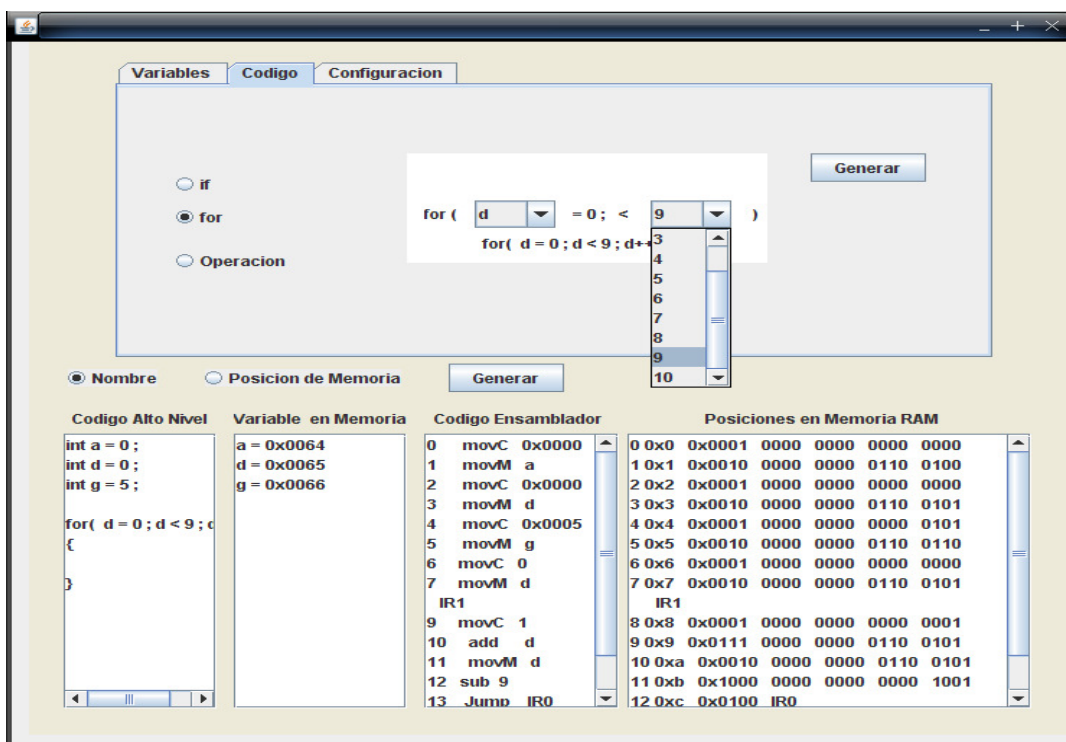 Variables Codigo Configuracion
Generar
if
for
Operacion
for ( d = 0 ; < 9 )
for( d = 0 ; d < 9 ; d++
3
4
5
6
7
8
9
10
Nombre Posicion de Memoria Generar
Codigo Alto Nivel
int a = 0 ;
int d = 0 ;
int g = 5 ;
for( d = 0 ; d < 9 ; d
{
}
Variable en Memoria
a = 0x0064
d = 0x0065
g = 0x0066
Codigo Ensamblador
0 movC 0x0000
1 movM a
2 movC 0x0000
3 movM d
4 movC 0x0005
5 movM g
6 movC 0
7 movM d
IR1
9 movC 1
10 add d
11 movM d
12 sub 9
13 Jump IR0
Posiciones en Memoria RAM
0 0x0 0x0001 0000 0000 0000 0000
1 0x1 0x0010 0000 0000 0110 0100
2 0x2 0x0001 0000 0000 0000 0000
3 0x3 0x0010 0000 0000 0110 0101
4 0x4 0x0001 0000 0000 0000 0101
5 0x5 0x0010 0000 0000 0110 0110
6 0x6 0x0001 0000 0000 0000 0000
7 0x7 0x0010 0000 0000 0110 0101
IR1
8 0x8 0x0001 0000 0000 0000 0001
9 0x9 0x0111 0000 0000 0110 0101
10 0xa 0x0010 0000 0000 0110 0101
11 0xb 0x1000 0000 0000 0000 1001
12 0xc 0x0100 IR0